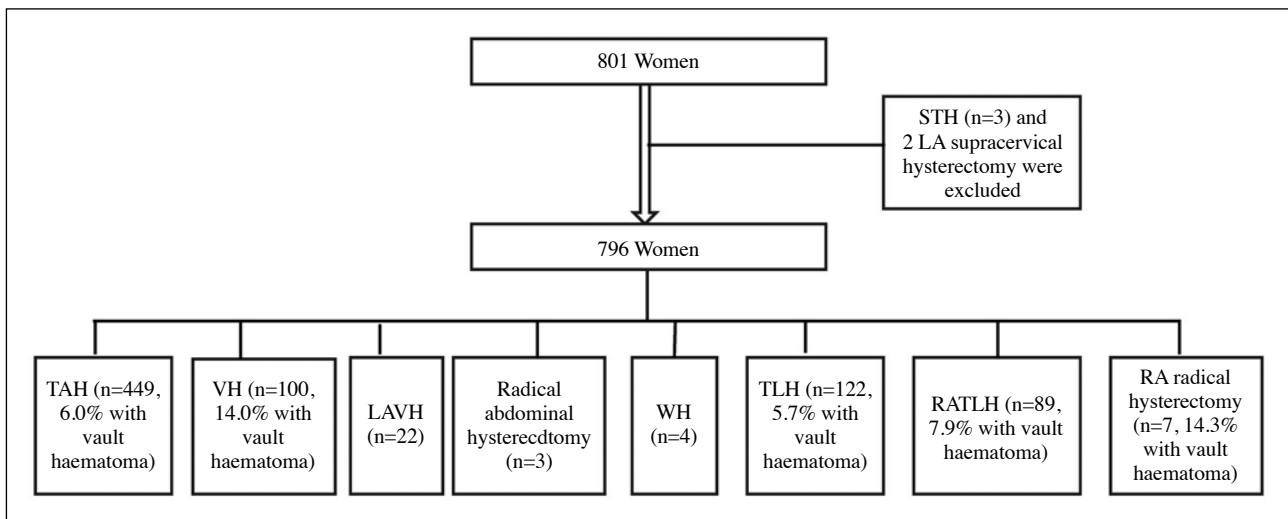 801 Women
STH (n=3) and
2 LA supracervical
hysterectomy were
excluded
796 Women
TAH (n=449,
6.0% with
vault
haematoma)
VH (n=100,
14.0% with
vault
haematoma)
LAVH
(n=22)
Radical
abdominal
hysterecdtomy
(n=3)
WH
(n=4)
TLH (n=122,
5.7% with
vault
haematoma)
RATLH (n=89,
7.9% with vault
haematoma)
RA radical
hysterectomy
(n=7, 14.3%
with vault
haematoma)